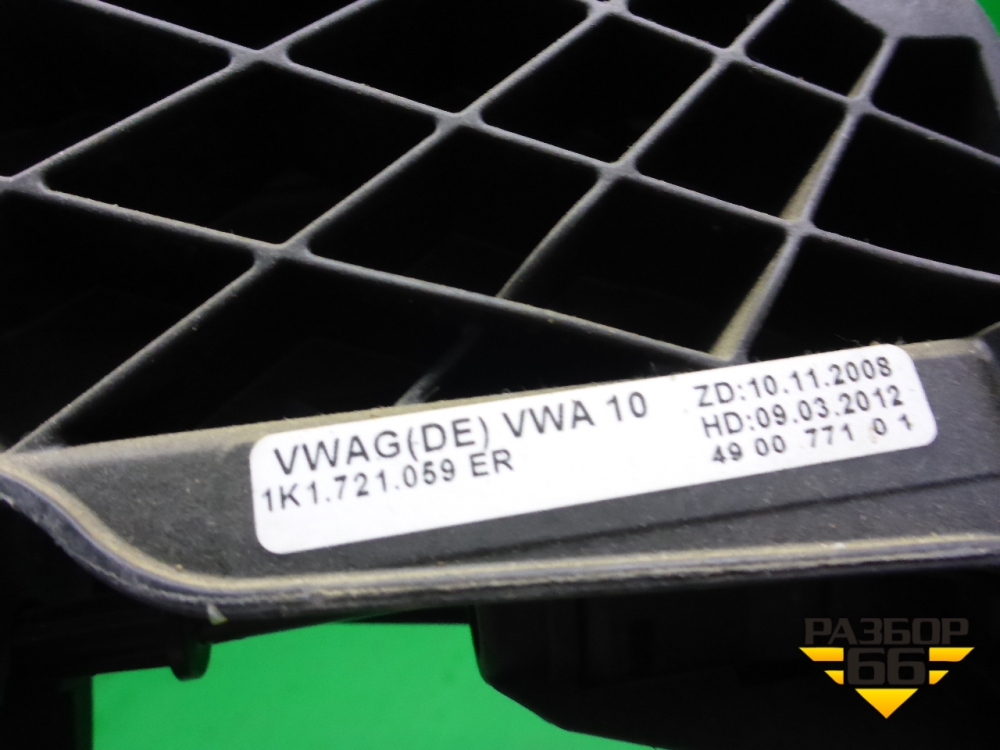 VWAG(DE) VWA 10
1K1.721.059 ER
ZD:10.11.2008
HD:09.03.2012
49 00 771 0 1
РАЗБОР
66